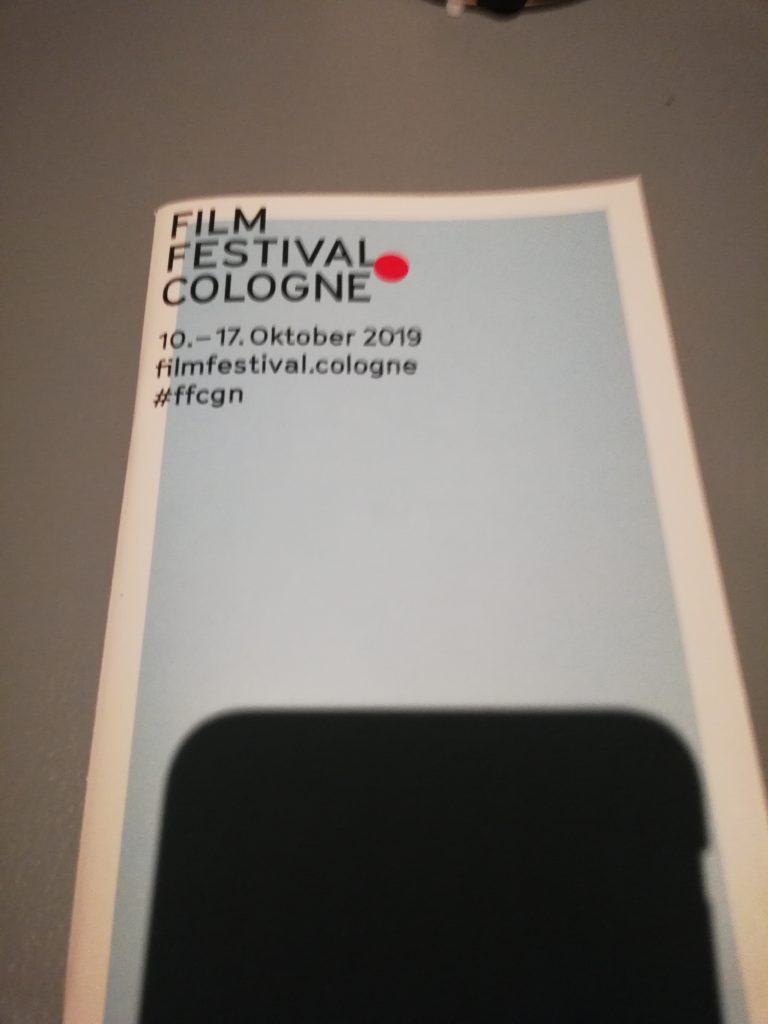 FILM
FESTIVAL
COLOGNE
10.–17. Oktober 2019
filmfestival.cologne
#ffcgn